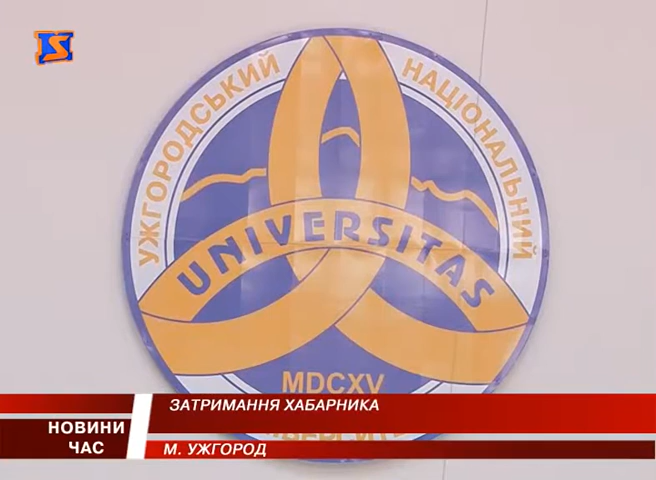 УЖГОРОДСЬКИЙ
НАЦІОНАЛЬНИЙ
UNIVERSITAS
MDCXV
ЗАТРИМАННЯ ХАБАРНИКА
НОВИНИ
ЧАС
М. УЖГОРОД